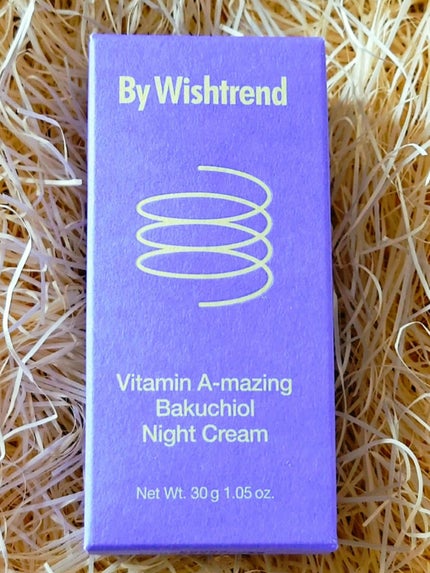 By Wishtrend
Vitamin A-mazing
Bakuchiol
Night Cream
Net Wt. 30 g 1.05 oz.